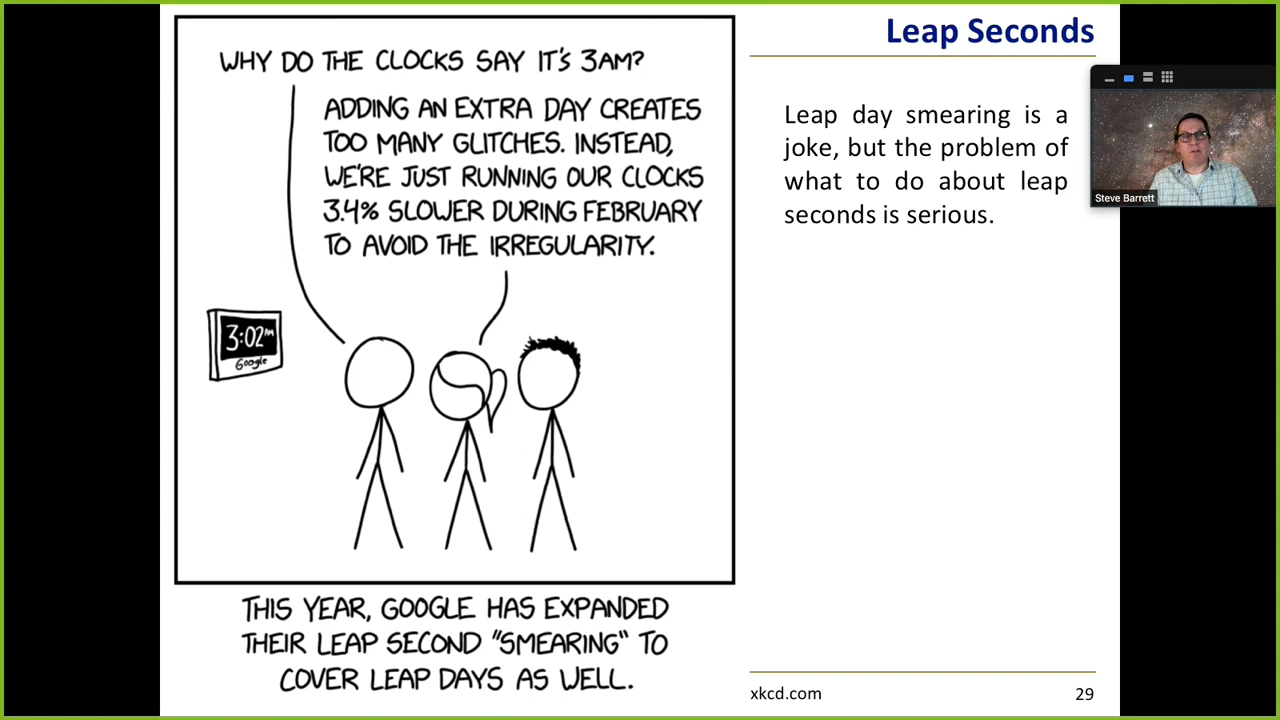 Leap Seconds
WHY DO THE CLOCKS SAY IT'S 3AM?
ADDING AN EXTRA DAY CREATES
TOO MANY GLITCHES. INSTEAD,
WE'RE JUST RUNNING OUR CLOCKS
3.4% SLOWER DURING FEBRUARY
TO AVOID THE IRREGULARITY.
3:02AM
Google
THIS YEAR, GOOGLE HAS EXPANDED
THEIR LEAP SECOND "SMEARING" TO
COVER LEAP DAYS AS WELL.
Leap day smearing is a
joke, but the problem of
what to do about leap
seconds is serious.
Steve Barrett
xkcd.com
29